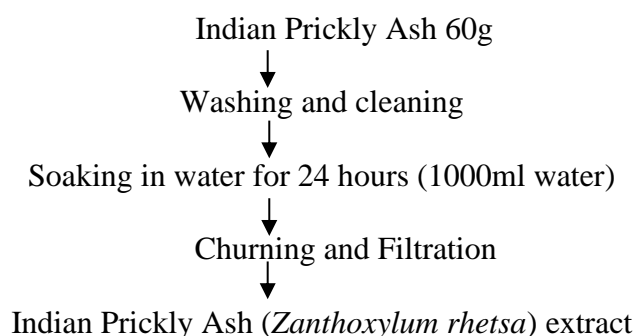 Indian Prickly Ash 60g
Washing and cleaning
Soaking in water for 24 hours (1000ml water)
Churning and Filtration
Indian Prickly Ash (Zanthoxylum rhetsa) extract